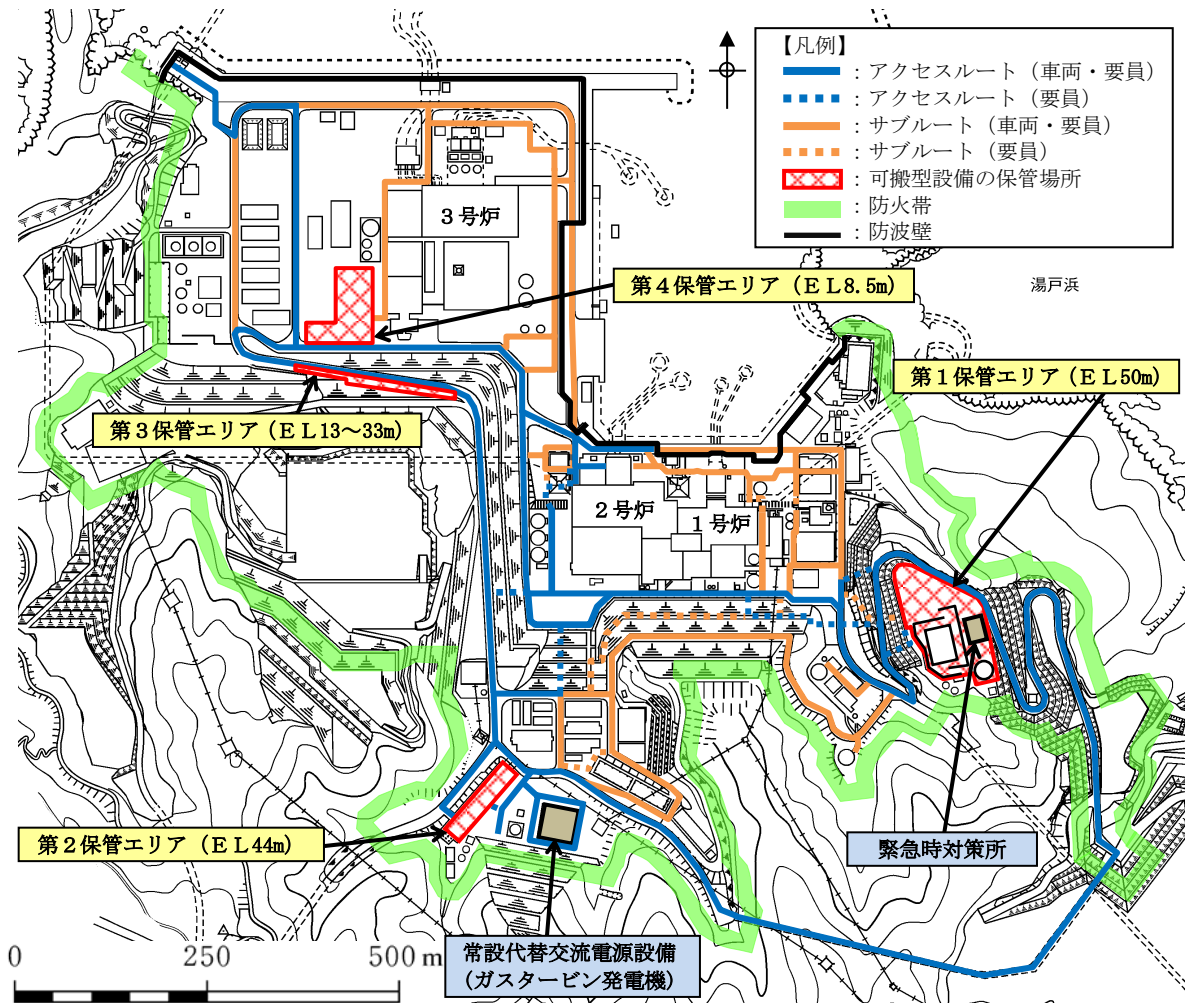 【凡例】
：アクセスルート（車両・要員）
：アクセスルート（要員）
：サブルート（車両・要員）
：サブルート（要員）
：可搬型設備の保管場所
：防火帯
：防波壁
3号炉
第４保管エリア（ＥＬ8.5m）
湯戸浜
第１保管エリア（ＥＬ50m）
第３保管エリア（ＥＬ13～33m）
2号炉
1号炉
第２保管エリア（ＥＬ44m）
緊急時対策所
常設代替交流電源設備
（ガスタービン発電機）
0 250 500 m